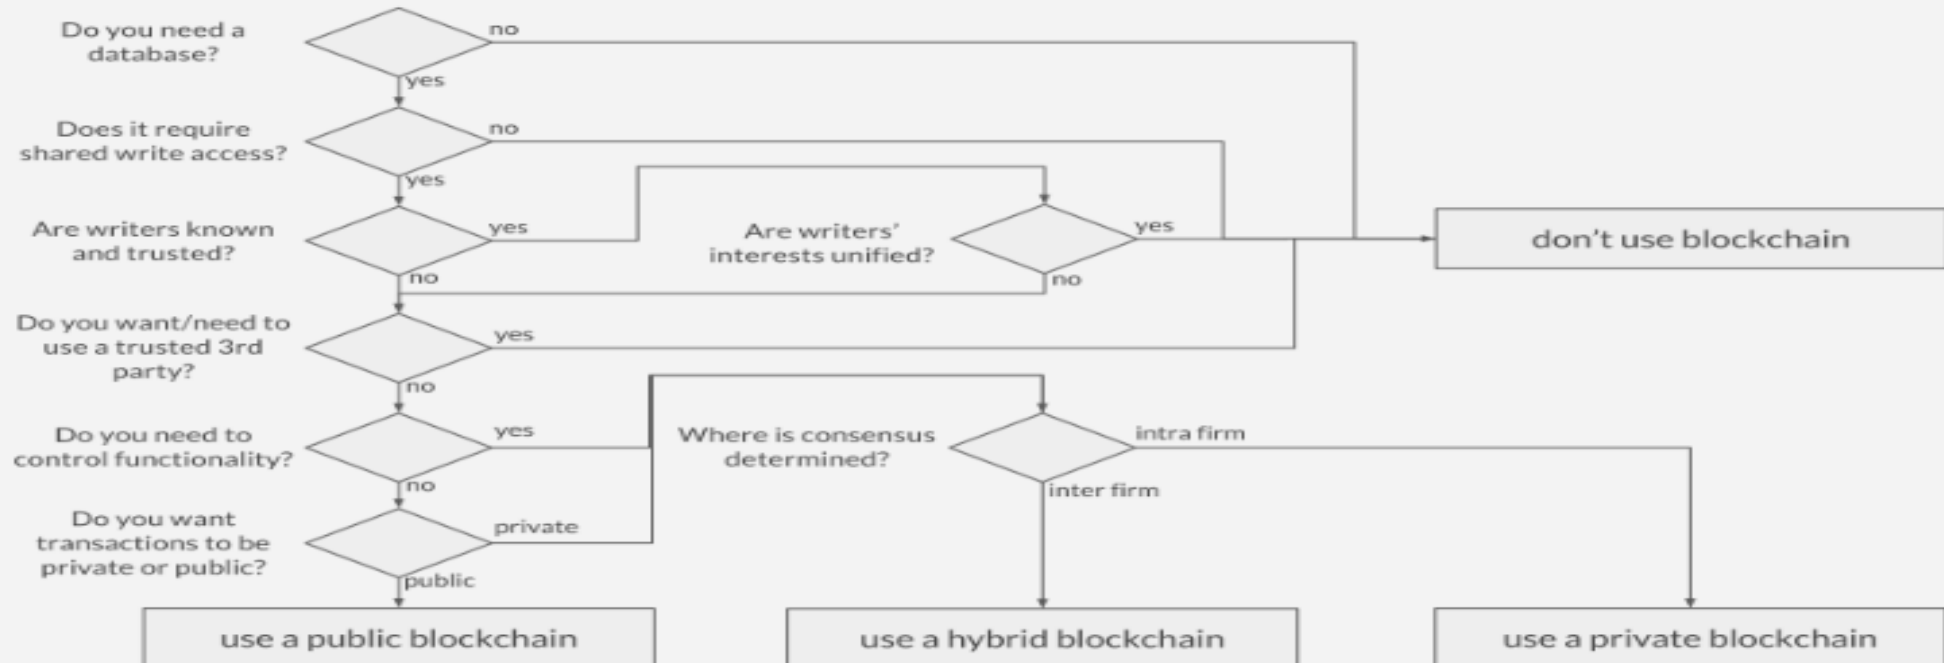 Do you need a
database?
no
yes
Does it require
shared write access?
no
yes
Are writers known
and trusted?
yes
no
Are writers’
interests unified?
yes
no
don’t use blockchain
Do you want/need to
use a trusted 3rd
party?
yes
no
Do you need to
control functionality?
yes
no
Where is consensus
determined?
intra firm
inter firm
Do you want
transactions to be
private or public?
private
public
use a public blockchain
use a hybrid blockchain
use a private blockchain